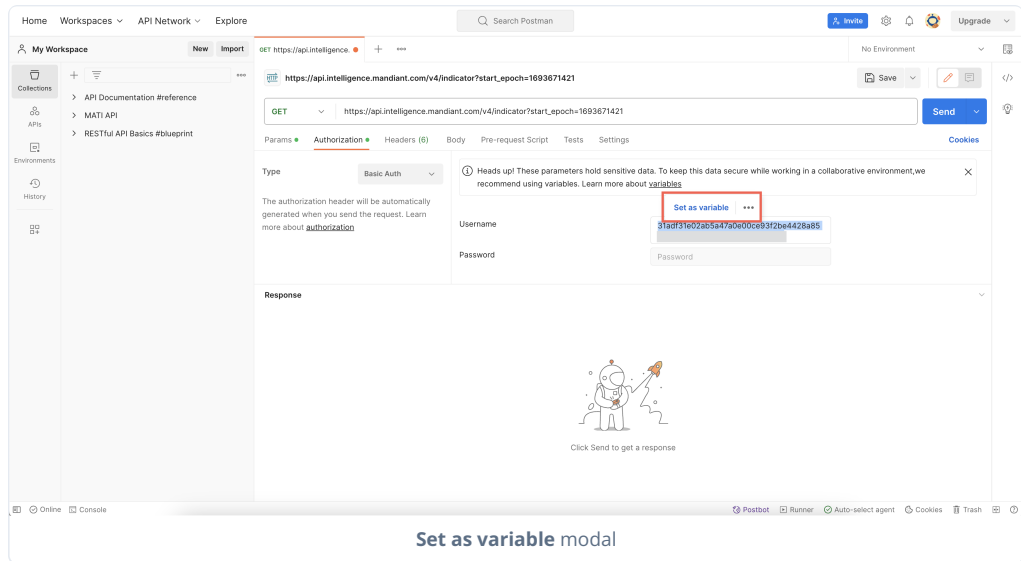 Home Workspaces API Network Explore Search Postman Invite Upgrade
My Workspace New Import GET https://api.intelligence. No Environment
Collections
APIs
Environments
History
API Documentation #reference
MATI API
RESTful API Basics #blueprint
HTTP https://api.intelligence.mandiant.com/v4/indicator?start_epoch=1693671421 Save
GET https://api.intelligence.mandiant.com/v4/indicator?start_epoch=1693671421 Send
Params Authorization Headers (6) Body Pre-request Script Tests Settings Cookies
Type Basic Auth
The authorization header will be automatically
generated when you send the request. Learn
more about authorization
Heads up! These parameters hold sensitive data. To keep this data secure while working in a collaborative environment,we
recommend using variables. Learn more about variables
Set as variable
Username 31adf31e02ab5a47a0e00ce93f2be4428a85
Password Password
Response
Click Send to get a response
Online Console Postbot Runner Auto-select agent Cookies Trash
Set as variable modal